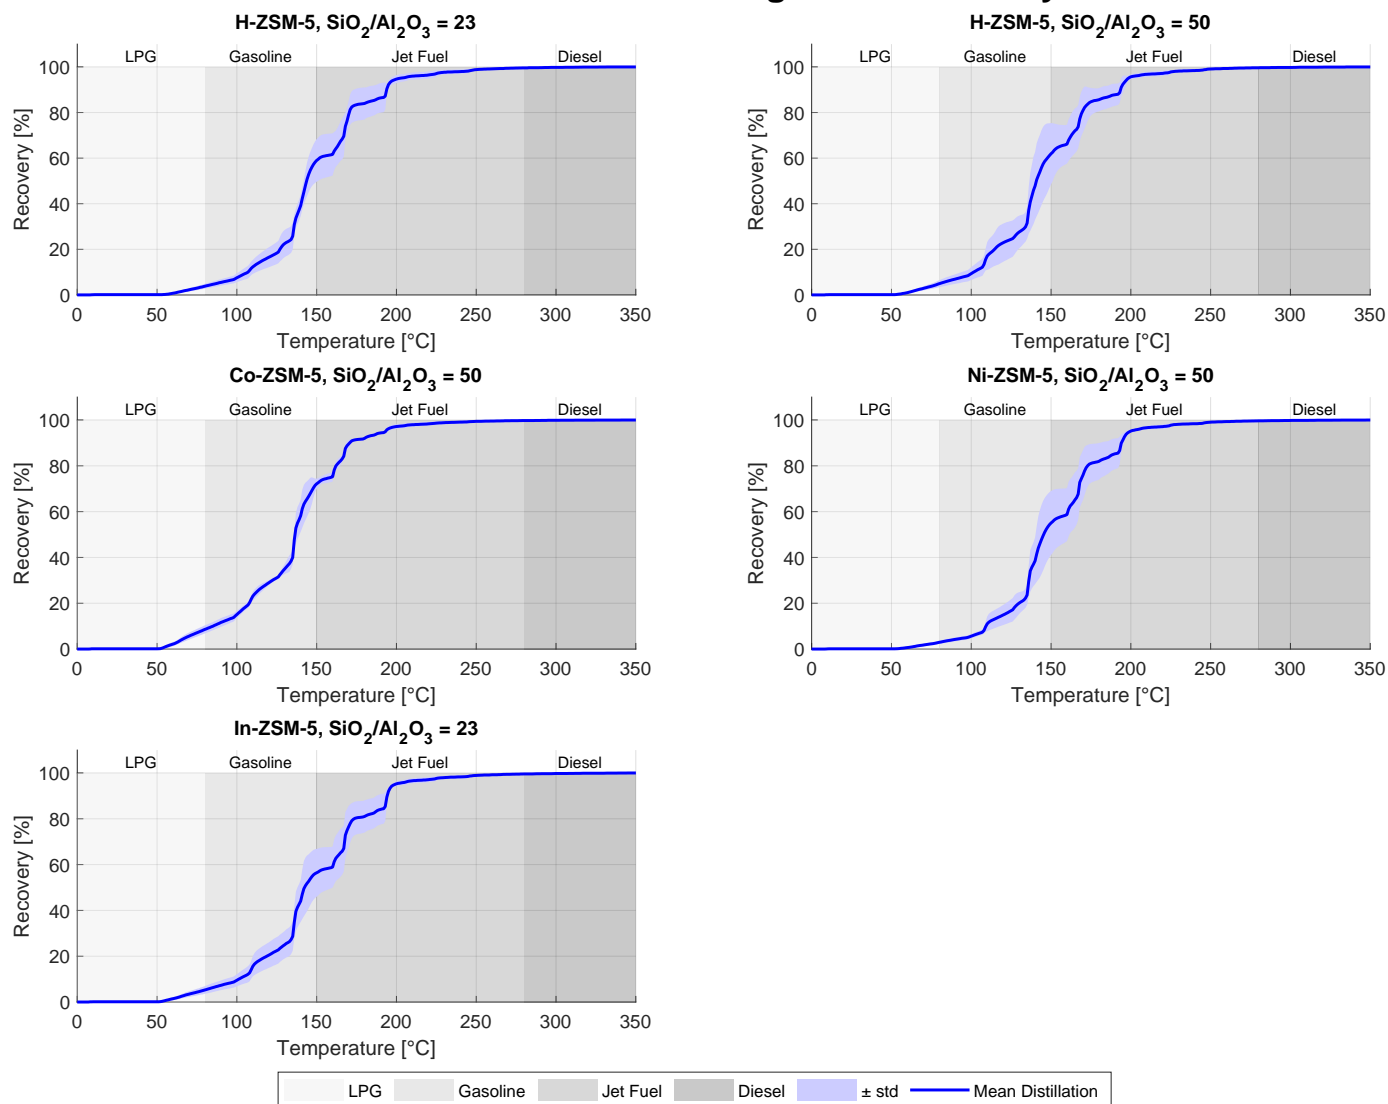 H-ZSM-5, SiO2/Al2O3 = 23
LPG Gasoline Jet Fuel Diesel
100
80
60
40
20
0
Recovery [%]
0 50 100 150 200 250 300 350
Temperature [°C]
H-ZSM-5, SiO2/Al2O3 = 50
LPG Gasoline Jet Fuel Diesel
100
80
60
40
20
0
Recovery [%]
0 50 100 150 200 250 300 350
Temperature [°C]
Co-ZSM-5, SiO2/Al2O3 = 50
LPG Gasoline Jet Fuel Diesel
100
80
60
40
20
0
Recovery [%]
0 50 100 150 200 250 300 350
Temperature [°C]
Ni-ZSM-5, SiO2/Al2O3 = 50
LPG Gasoline Jet Fuel Diesel
100
80
60
40
20
0
Recovery [%]
0 50 100 150 200 250 300 350
Temperature [°C]
In-ZSM-5, SiO2/Al2O3 = 23
LPG Gasoline Jet Fuel Diesel
100
80
60
40
20
0
Recovery [%]
0 50 100 150 200 250 300 350
Temperature [°C]
LPG Gasoline Jet Fuel Diesel ± std Mean Distillation